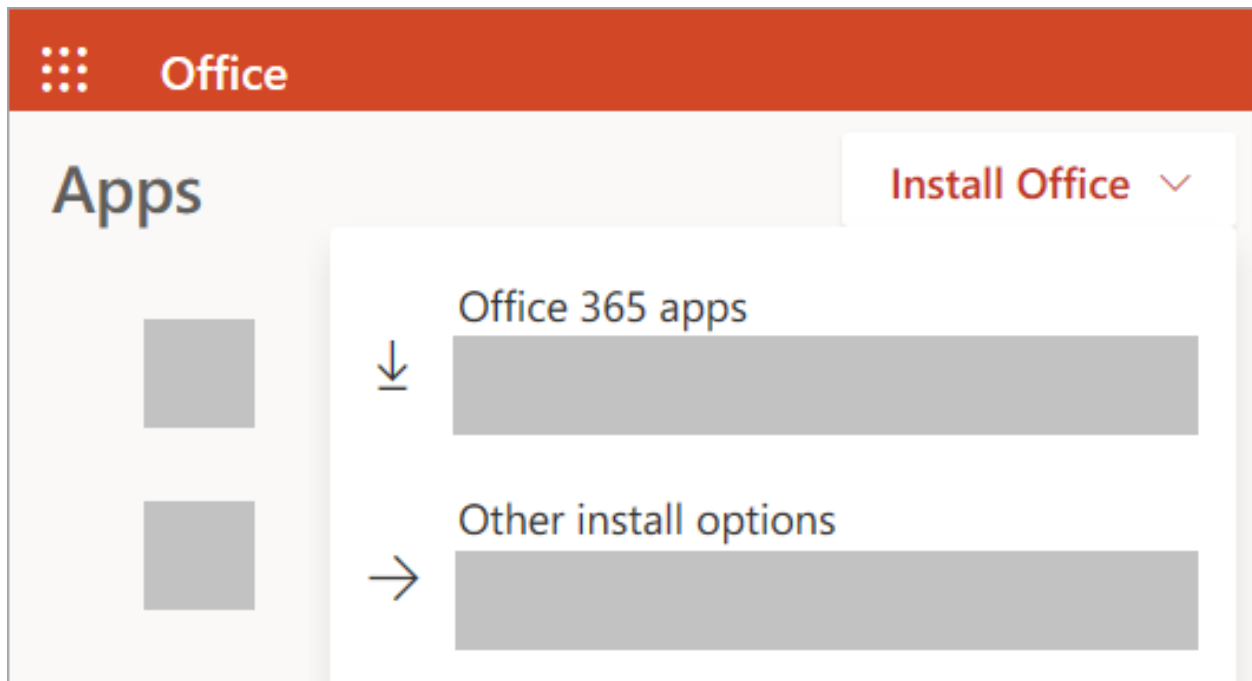 Office
Apps
Install Office
Office 365 apps
Other install options